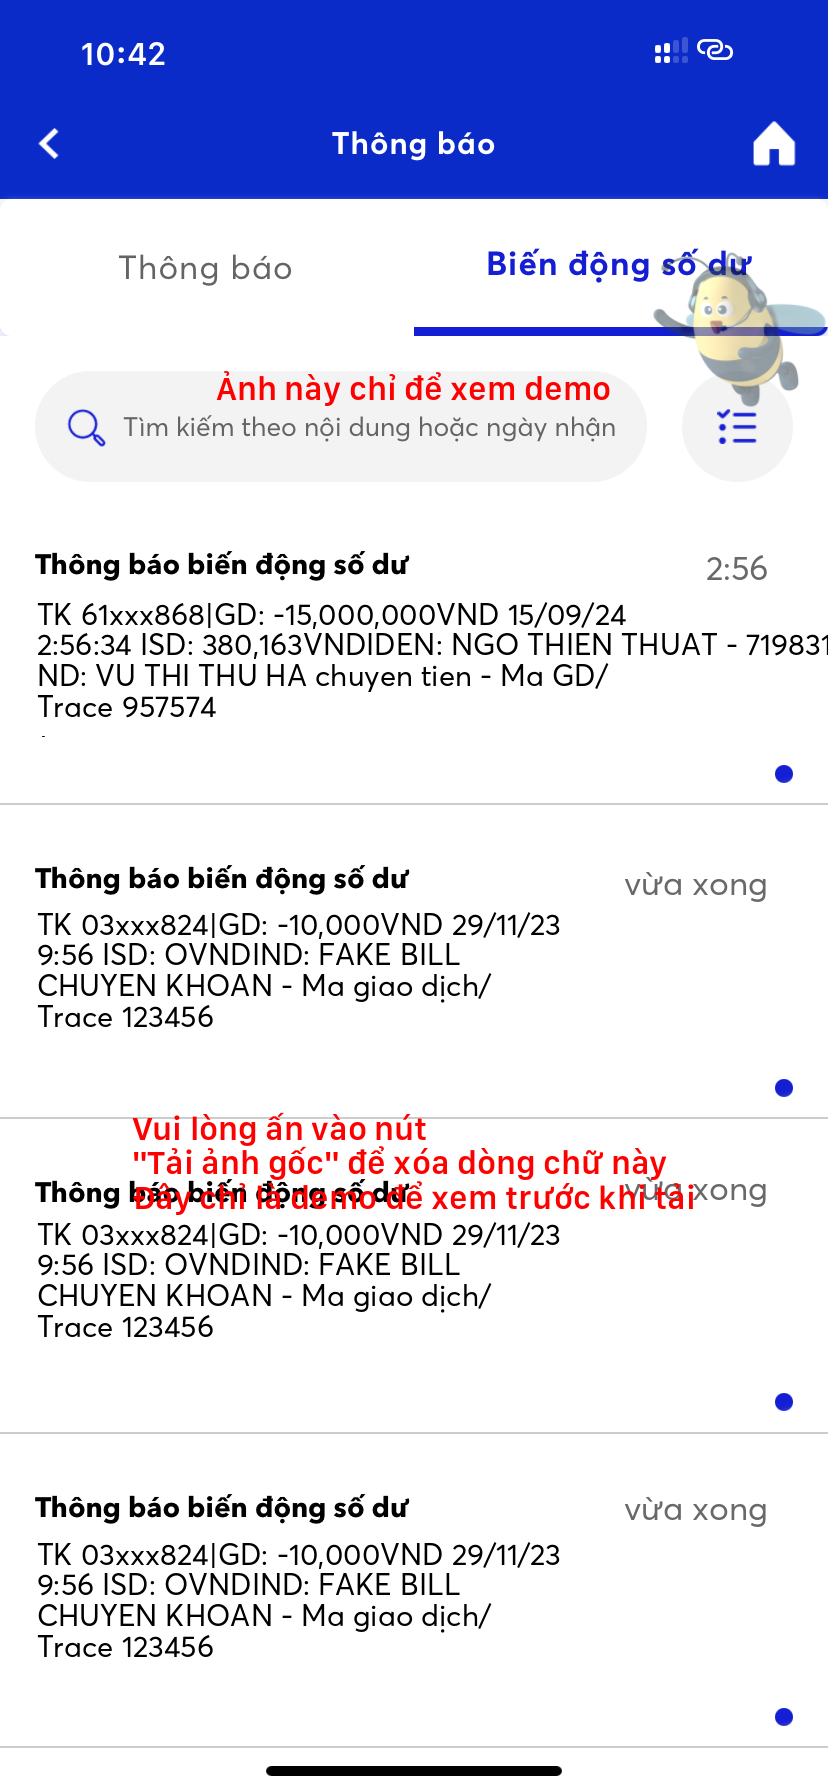 10:42
Thông báo
Thông báo
Biến động số dư
Ảnh này chỉ để xem demo
Tìm kiếm theo nội dung hoặc ngày nhận
Thông báo biến động số dư
2:56
TK 61xxx868|GD: -15,000,000VND 15/09/24
2:56:34 ISD: 380,163VNDIDEN: NGO THIEN THUAT - 719831
ND: VU THI THU HA chuyen tien - Ma GD/
Trace 957574
Thông báo biến động số dư
vừa xong
TK 03xxx824|GD: -10,000VND 29/11/23
9:56 ISD: OVNDIND: FAKE BILL
CHUYEN KHOAN - Ma giao dịch/
Trace 123456
Vui lòng ấn vào nút
"Tải ảnh gốc" để xóa dòng chữ này
Đây chỉ là demo để xem trước khi tải
Thông báo biến động số dư
vừa xong
TK 03xxx824|GD: -10,000VND 29/11/23
9:56 ISD: OVNDIND: FAKE BILL
CHUYEN KHOAN - Ma giao dịch/
Trace 123456
Thông báo biến động số dư
vừa xong
TK 03xxx824|GD: -10,000VND 29/11/23
9:56 ISD: OVNDIND: FAKE BILL
CHUYEN KHOAN - Ma giao dịch/
Trace 123456